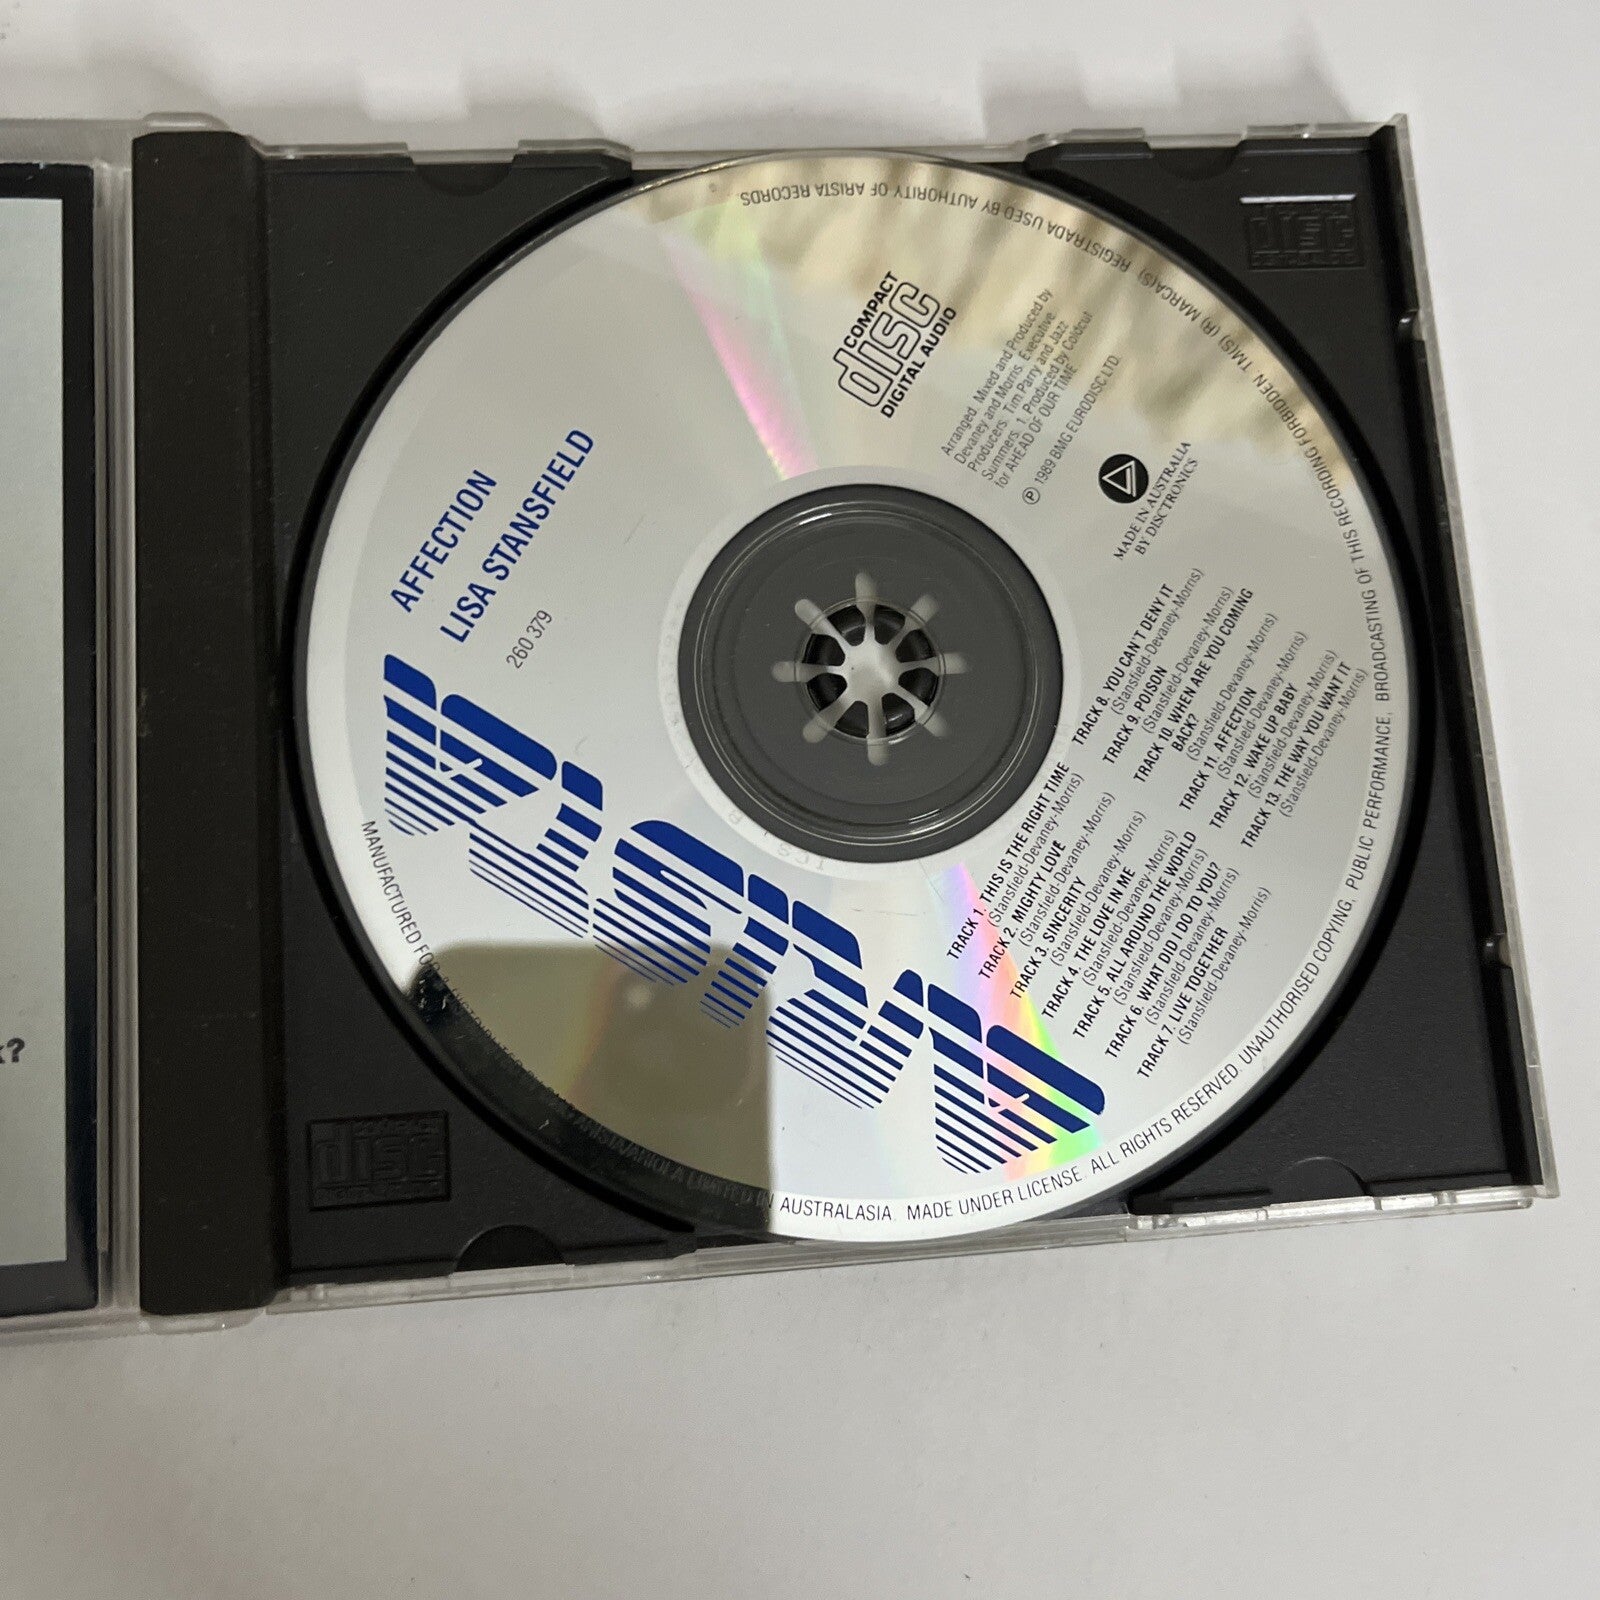 AFFECTION
LISA STANSFIELD
260 379
ARISTA
COMPACT
disc
DIGITAL AUDIO
Arranged, Mixed and Produced by
Devaney and Morris. Executive
Producers: Tim Parry and Jazz
Summers. 1. Produced by Coldcut
for AHEAD OF OUR TIME
℗ 1989 BMG EURODISC LTD.
MADE IN AUSTRALIA
BY DISCTRONICS
TRACK 1. THIS IS THE RIGHT TIME
(Stansfield-Devaney-Morris)
TRACK 2. MIGHTY LOVE
(Stansfield-Devaney-Morris)
TRACK 3. SINCERITY
(Stansfield-Devaney-Morris)
TRACK 4. THE LOVE IN ME
(Stansfield-Devaney-Morris)
TRACK 5. ALL AROUND THE WORLD
(Stansfield-Devaney-Morris)
TRACK 6. WHAT DID I DO TO YOU?
(Stansfield-Devaney-Morris)
TRACK 7. LIVE TOGETHER
(Stansfield-Devaney-Morris)
TRACK 8. YOU CAN'T DENY IT
(Stansfield-Devaney-Morris)
TRACK 9. POISON
(Stansfield-Devaney-Morris)
TRACK 10. WHEN ARE YOU COMING
BACK?
(Stansfield-Devaney-Morris)
TRACK 11. AFFECTION
(Stansfield-Devaney-Morris)
TRACK 12. WAKE UP BABY
(Stansfield-Devaney-Morris)
TRACK 13. THE WAY YOU WANT IT
(Stansfield-Devaney-Morris)
MANUFACTURED FOR ARISTA/ARIOLA LIMITED IN AUSTRALASIA. MADE UNDER LICENSE. ALL RIGHTS RESERVED. UNAUTHORISED COPYING, PUBLIC PERFORMANCE, BROADCASTING OF THIS RECORDING FORBIDDEN. TM(S) (R) MARCA(S) REGISTRADA USED BY AUTHORITY OF ARISTA RECORDS
COMPACT
disc
disc
?